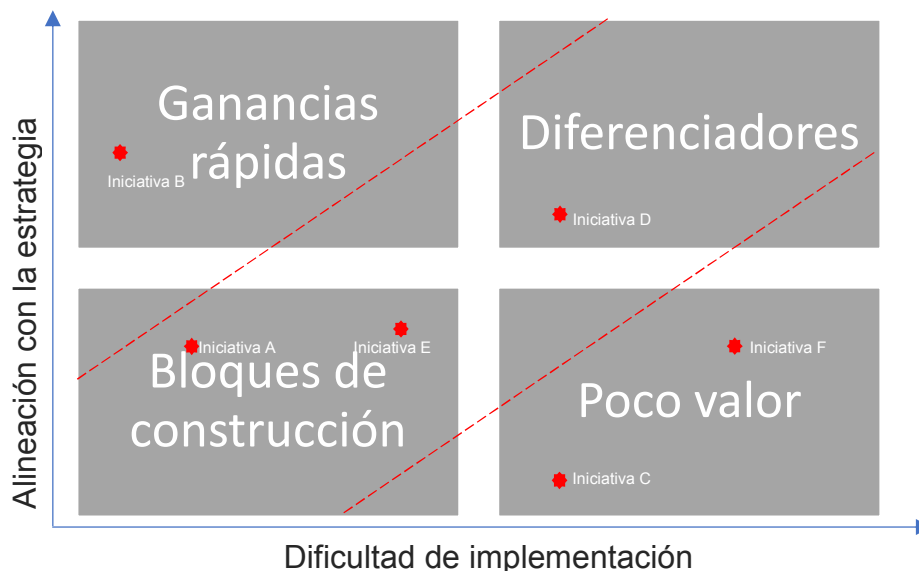 Alineación con la estrategia
Ganancias
rápidas
Iniciativa B
Diferenciadores
Iniciativa D
Iniciativa A
Iniciativa E
Bloques de
construcción
Iniciativa F
Poco valor
Iniciativa C
Dificultad de implementación